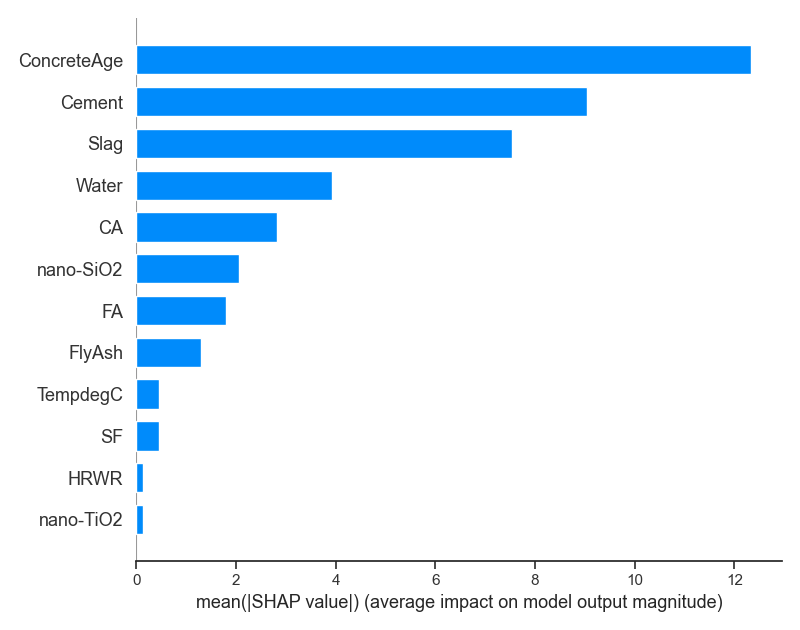 ConcreteAge
Cement
Slag
Water
CA
nano-SiO2
FA
FlyAsh
TempdegC
SF
HRWR
nano-TiO2
0 2 4 6 8 10 12
mean(|SHAP value|) (average impact on model output magnitude)